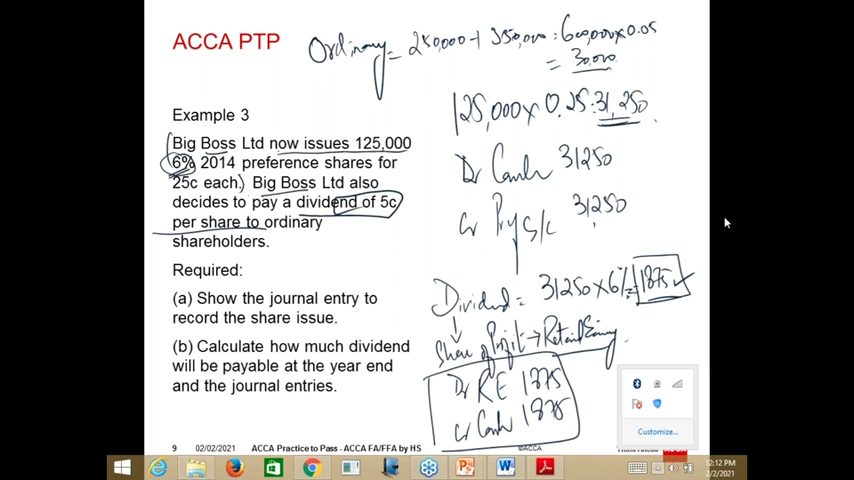 ACCA PTP
Ordinary = 250,000 + 350,000 : 600,000 x 0.05
= 30,000
Example 3
Big Boss Ltd now issues 125,000
6% 2014 preference shares for
25c each. Big Boss Ltd also
decides to pay a dividend of 5c
per share to ordinary
shareholders.
Required:
(a) Show the journal entry to
record the share issue.
(b) Calculate how much dividend
will be payable at the year end
and the journal entries.
125,000 x 0.25 : 31,250
Dr Cash 31250
Cr S/C 31,250
Dividend = 31250 x 6% = 1875
Share of Profit → Retained Earning
Dr RE 1875
Cr Cash 1875
Customize...
9 02/02/2021 ACCA Practice to Pass - ACCA FA/FFA by HS ©ACCA
12:12 PM
2/2/2021